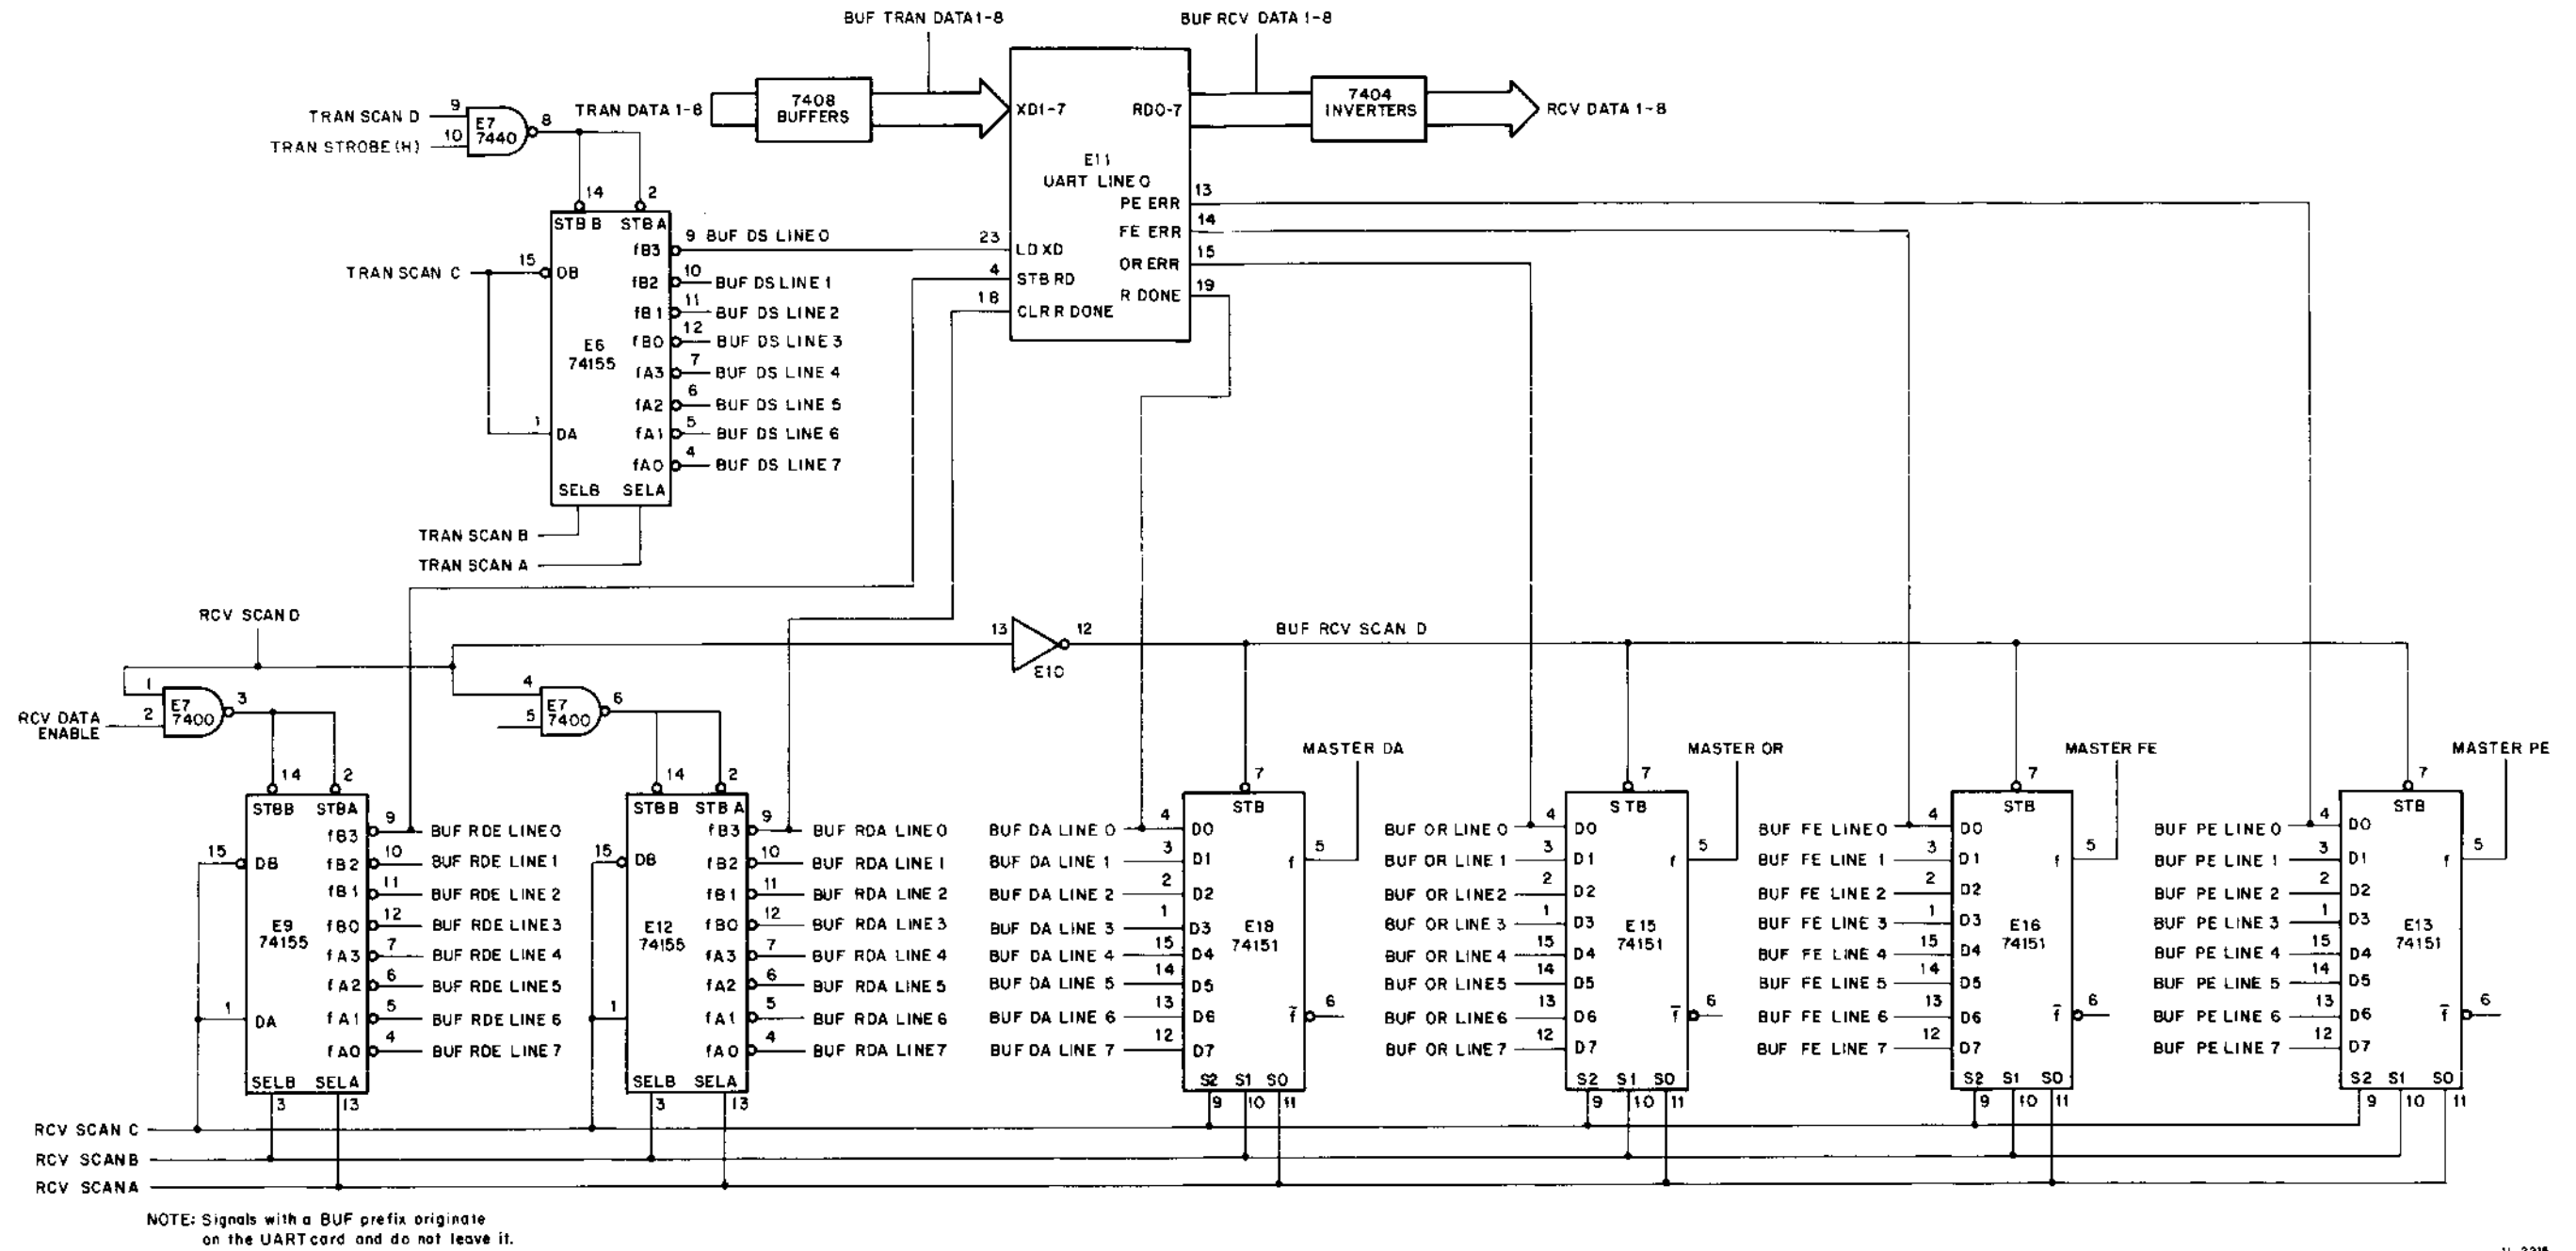 BUF TRAN DATA 1-8
BUF RCV DATA 1-8
TRAN SCAN D
9
TRAN STROBE (H)
10
E7
7440
8
TRAN DATA 1-8
7408
BUFFERS
XD1-7
RD0-7
7404
INVERTERS
RCV DATA 1-8
E11
UART LINE 0
PE ERR
13
FE ERR
14
OR ERR
15
R DONE
19
23
LD XD
4
STB RD
18
CLR R DONE
14
2
STB B
STB A
TRAN SCAN C
15
DB
1
DA
E6
74155
fB3
9
BUF DS LINE 0
fB2
10
BUF DS LINE 1
fB1
11
BUF DS LINE 2
fB0
12
BUF DS LINE 3
fA3
7
BUF DS LINE 4
fA2
6
BUF DS LINE 5
fA1
5
BUF DS LINE 6
fA0
4
BUF DS LINE 7
SELB
SELA
TRAN SCAN B
TRAN SCAN A
RCV SCAN D
13
12
E10
BUF RCV SCAN D
1
2
RCV DATA
ENABLE
E7
7400
3
4
5
E7
7400
6
14
2
STBB
STBA
15
DB
1
DA
E9
74155
fB3
9
BUF RDE LINE 0
fB2
10
BUF RDE LINE 1
fB1
11
BUF RDE LINE 2
fB0
12
BUF RDE LINE 3
fA3
7
BUF RDE LINE 4
fA2
6
BUF RDE LINE 5
fA1
5
BUF RDE LINE 6
fA0
4
BUF RDE LINE 7
SELB
SELA
3
13
14
2
STBB
STB A
15
DB
1
E12
74155
fB3
9
BUF RDA LINE 0
fB2
10
BUF RDA LINE 1
fB1
11
BUF RDA LINE 2
fB0
12
BUF RDA LINE 3
fA3
7
BUF RDA LINE 4
fA2
6
BUF RDA LINE 5
fA1
5
BUF RDA LINE 6
fA0
4
BUF RDA LINE 7
SELB
SELA
3
13
MASTER DA
7
STB
BUF DA LINE 0
4
D0
BUF DA LINE 1
3
D1
BUF DA LINE 2
2
D2
BUF DA LINE 3
1
D3
BUF DA LINE 4
15
D4
BUF DA LINE 5
14
D5
BUF DA LINE 6
13
D6
BUF DA LINE 7
12
D7
E18
74151
f
5
f̅
6
S2
S1
S0
9
10
11
MASTER OR
7
STB
BUF OR LINE 0
4
D0
BUF OR LINE 1
3
D1
BUF OR LINE 2
2
D2
BUF OR LINE 3
1
D3
BUF OR LINE 4
15
D4
BUF OR LINE 5
14
D5
BUF OR LINE 6
13
D6
BUF OR LINE 7
12
D7
E15
74151
f
5
f̅
6
S2
S1
S0
9
10
11
MASTER FE
7
STB
BUF FE LINE 0
4
D0
BUF FE LINE 1
3
D1
BUF FE LINE 2
2
D2
BUF FE LINE 3
1
D3
BUF FE LINE 4
15
D4
BUF FE LINE 5
14
D5
BUF FE LINE 6
13
D6
BUF FE LINE 7
12
D7
E16
74151
f
5
f̅
6
S2
S1
S0
9
10
11
MASTER PE
7
STB
BUF PE LINE 0
4
D0
BUF PE LINE 1
3
D1
BUF PE LINE 2
2
D2
BUF PE LINE 3
1
D3
BUF PE LINE 4
15
D4
BUF PE LINE 5
14
D5
BUF PE LINE 6
13
D6
BUF PE LINE 7
12
D7
E13
74151
f
5
f̅
6
S2
S1
S0
9
10
11
RCV SCAN C
RCV SCAN B
RCV SCAN A
NOTE: Signals with a BUF prefix originate
on the UART card and do not leave it.